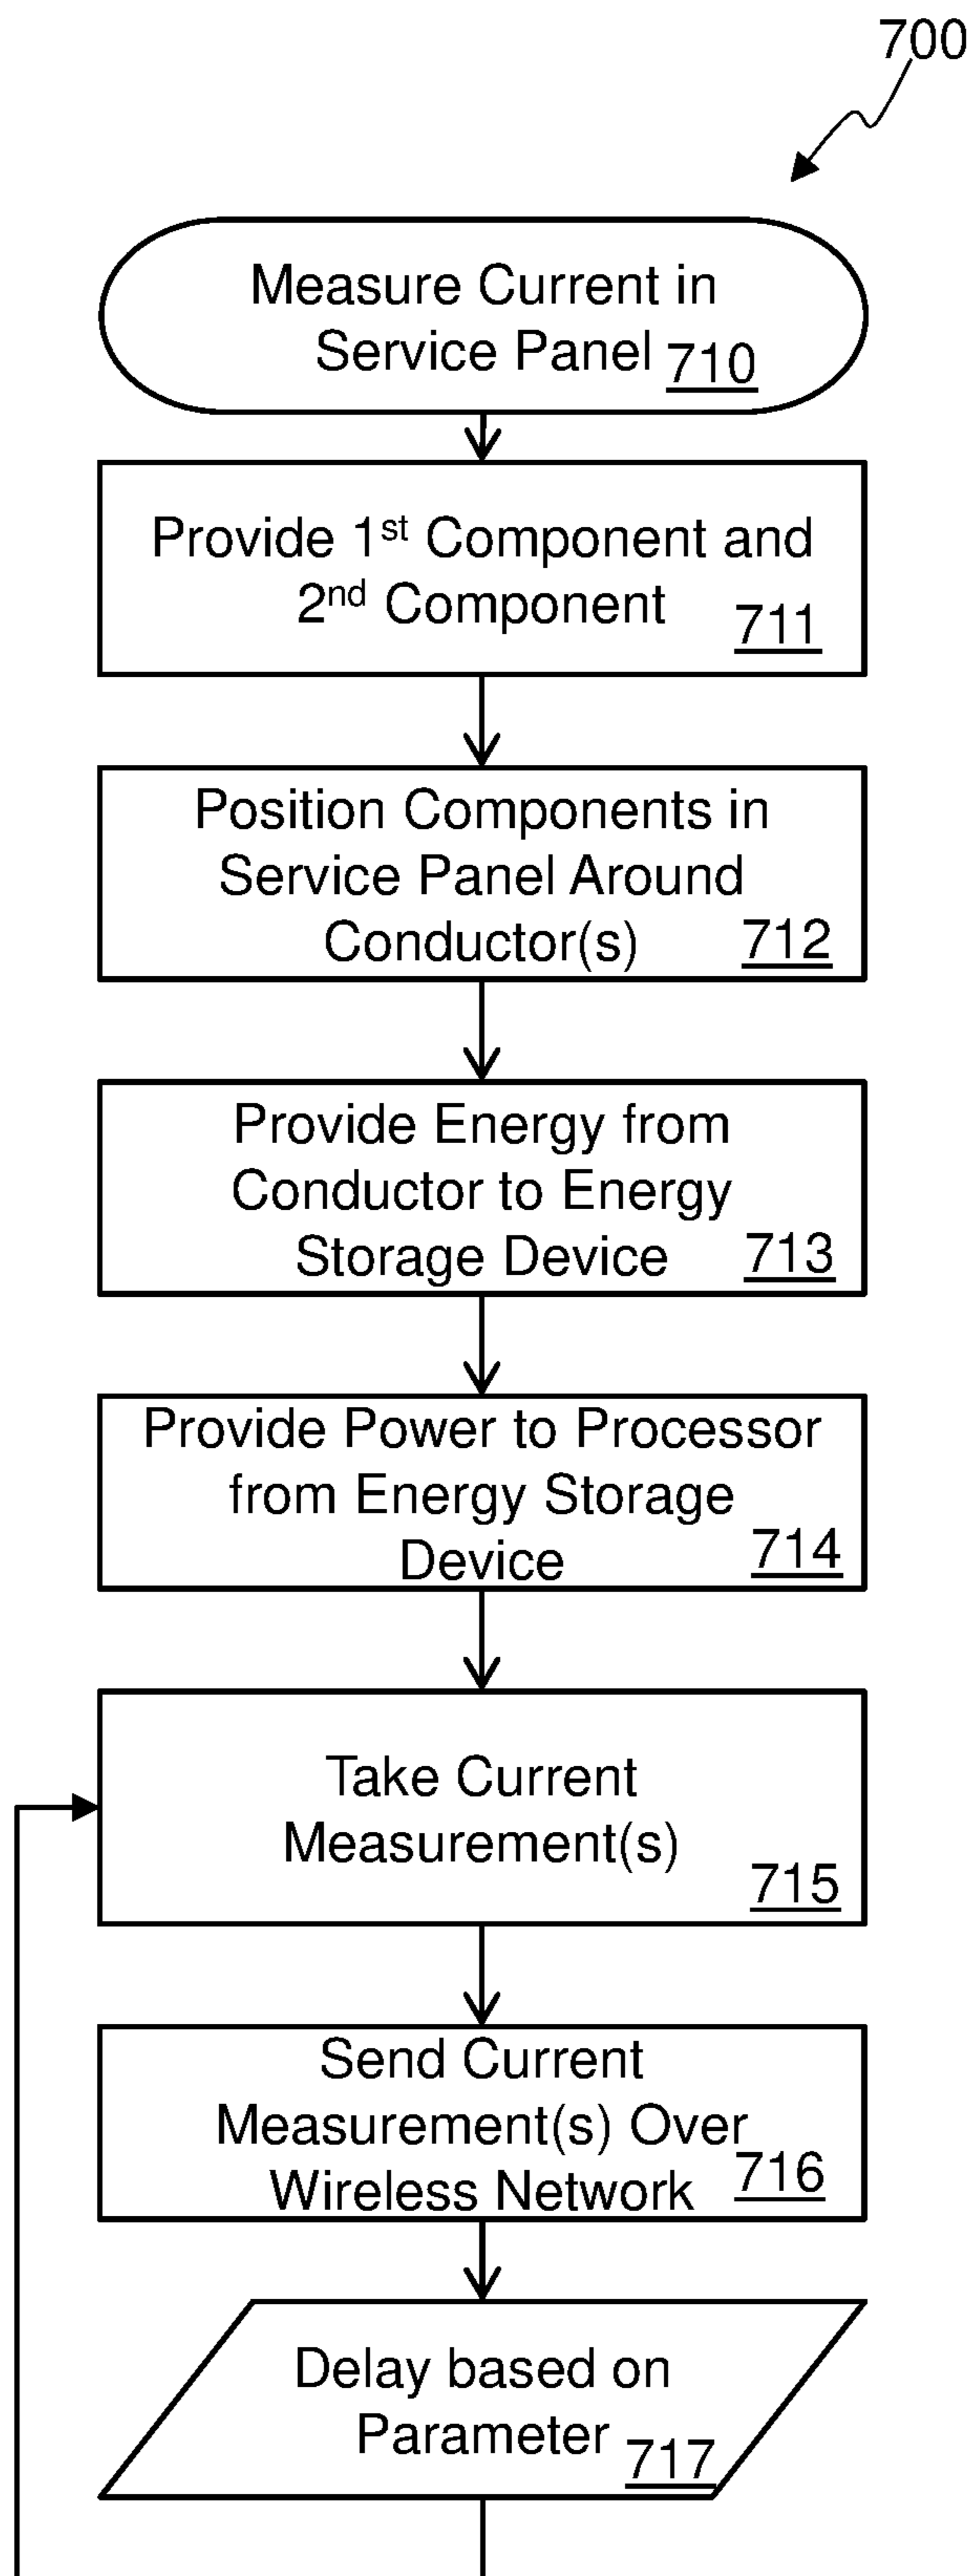 700
Measure Current in
Service Panel 710
Provide 1st Component and
2nd Component 711
Position Components in
Service Panel Around
Conductor(s) 712
Provide Energy from
Conductor to Energy
Storage Device 713
Provide Power to Processor
from Energy Storage
Device 714
Take Current
Measurement(s)
715
Send Current
Measurement(s) Over
Wireless Network 716
Delay based on
Parameter 717